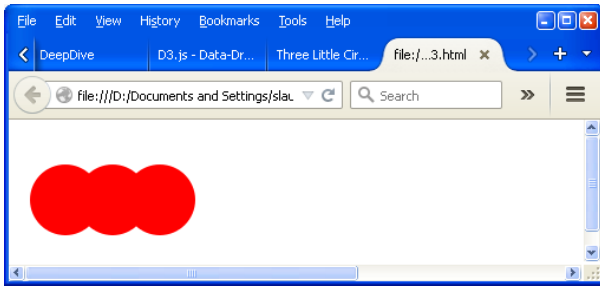 File Edit View History Bookmarks Tools Help
DeepDive D3.js - Data-Dr... Three Little Cir... file:/...3.html
file:///D:/Documents and Settings/slau Search